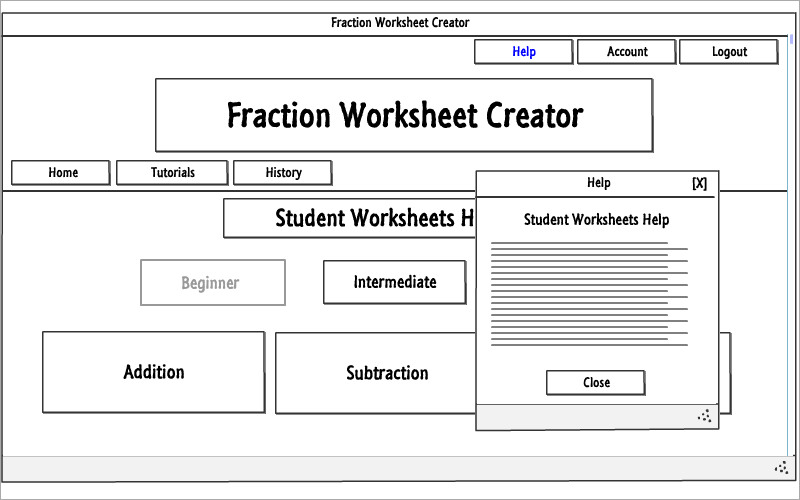 Fraction Worksheet Creator
Help Account Logout
Fraction Worksheet Creator
Home Tutorials History
Student Worksheets H
Beginner Intermediate
Addition Subtraction
Help [X]
Student Worksheets Help
Close